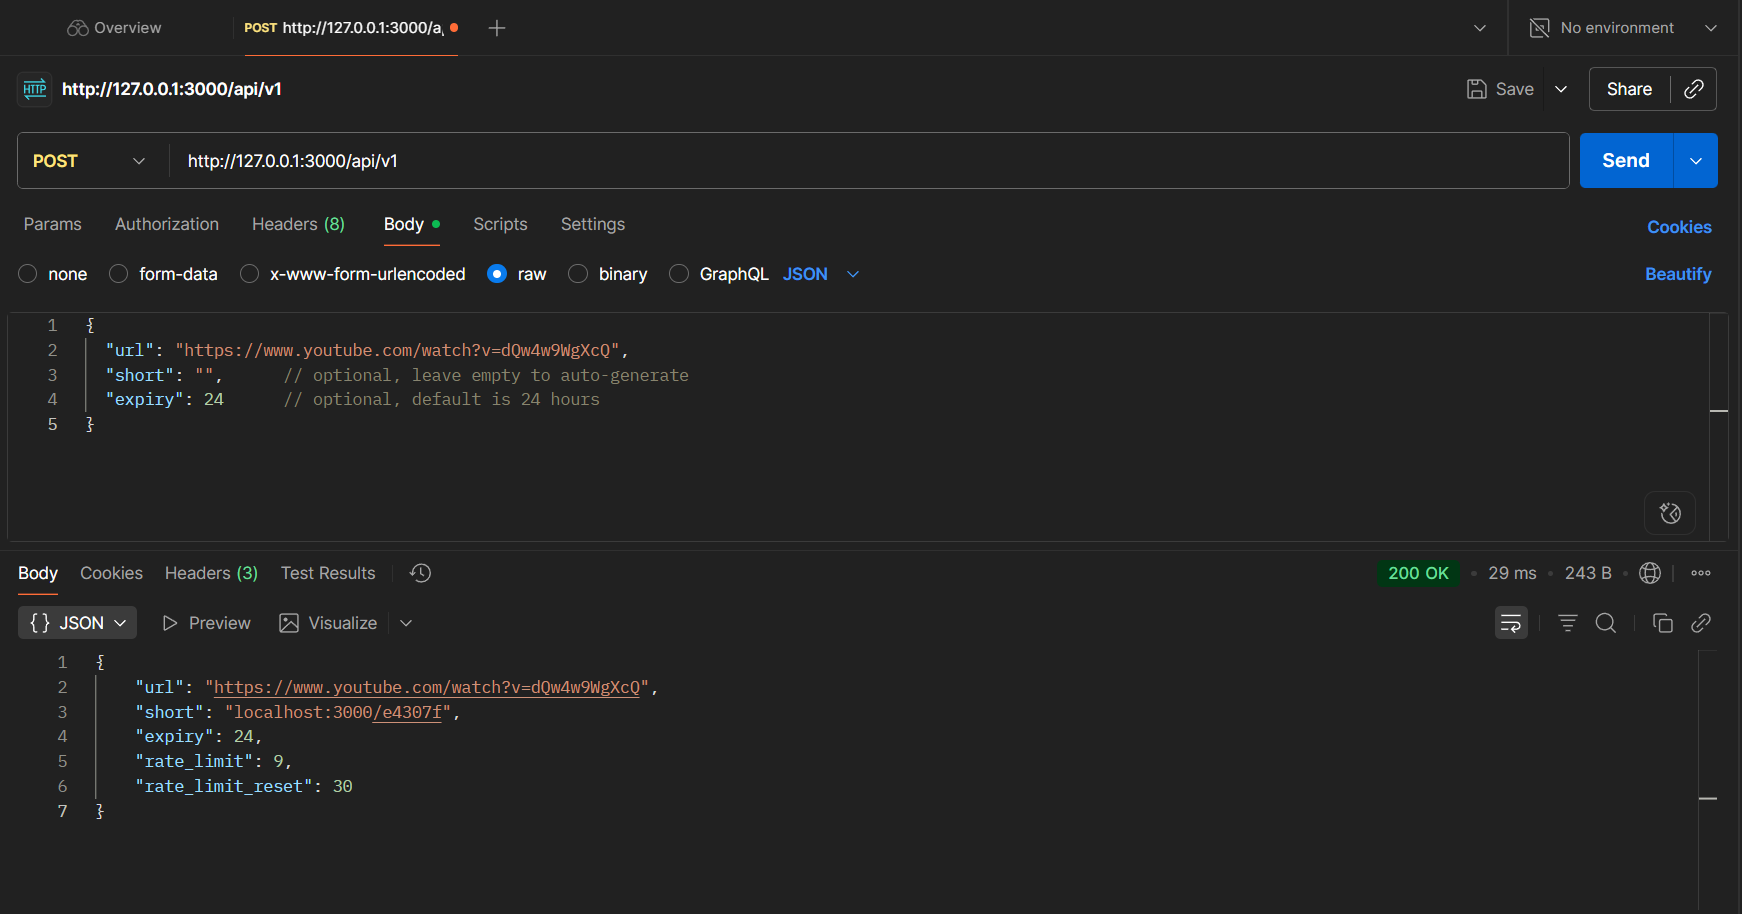 Overview
POST http://127.0.0.1:3000/a
No environment
HTTP http://127.0.0.1:3000/api/v1
Save
Share
POST http://127.0.0.1:3000/api/v1
Send
Params Authorization Headers (8) Body Scripts Settings
Cookies
none form-data x-www-form-urlencoded raw binary GraphQL JSON
Beautify
1 {
2 "url": "https://www.youtube.com/watch?v=dQw4w9WgXcQ",
3 "short": "", // optional, leave empty to auto-generate
4 "expiry": 24 // optional, default is 24 hours
5 }
Body Cookies Headers (3) Test Results
200 OK • 29 ms • 243 B
{} JSON Preview Visualize
1 {
2 "url": "https://www.youtube.com/watch?v=dQw4w9WgXcQ",
3 "short": "localhost:3000/e4307f",
4 "expiry": 24,
5 "rate_limit": 9,
6 "rate_limit_reset": 30
7 }